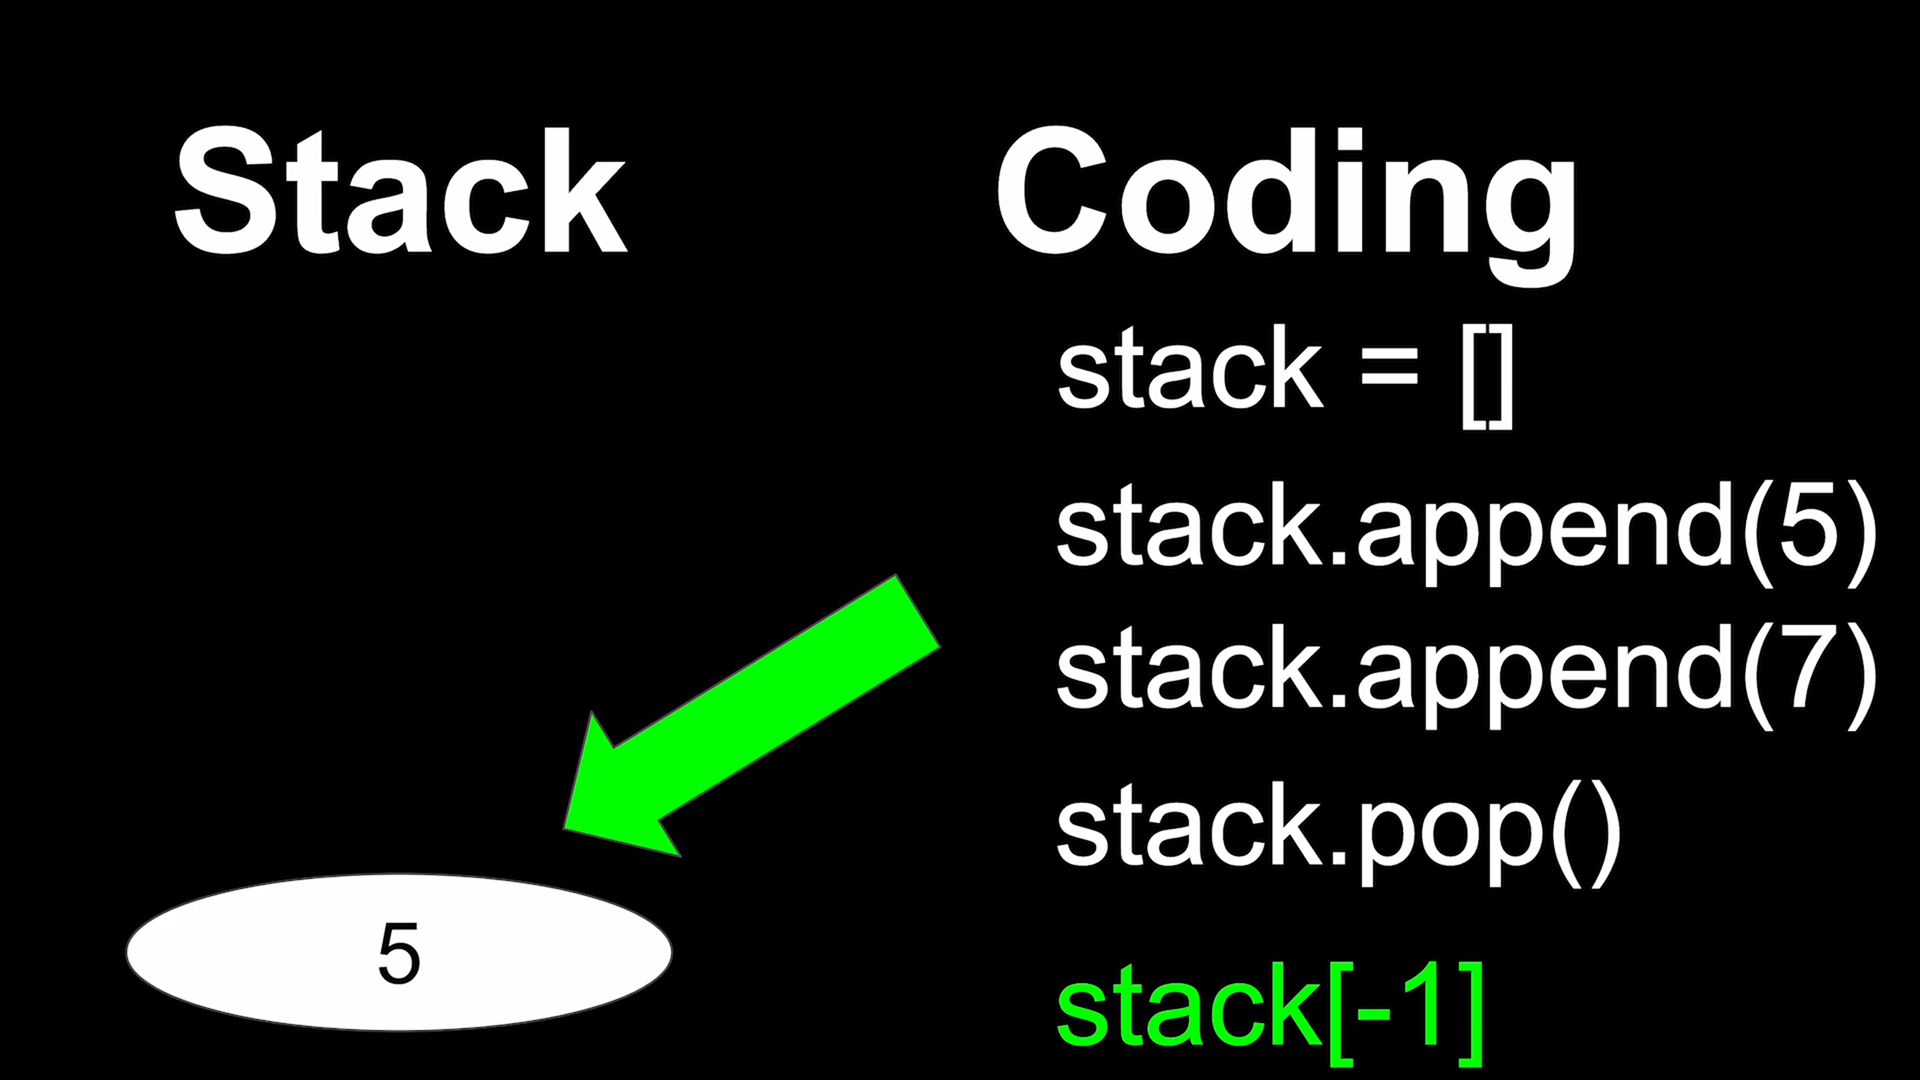 Stack
Coding
stack = []
stack.append(5)
stack.append(7)
stack.pop()
5
stack[-1]